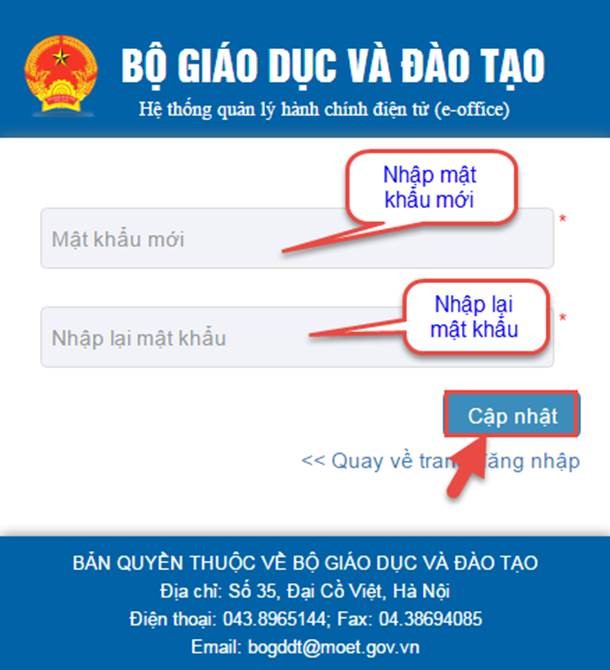 BỘ GIÁO DỤC VÀ ĐÀO TẠO
Hệ thống quản lý hành chính điện tử (e-office)
Nhập mật
khẩu mới
Mật khẩu mới
*
Nhập lại
mật khẩu
Nhập lại mật khẩu
*
Cập nhật
<< Quay về trang đăng nhập
BẢN QUYỀN THUỘC VỀ BỘ GIÁO DỤC VÀ ĐÀO TẠO
Địa chỉ: Số 35, Đại Cồ Việt, Hà Nội
Điện thoại: 043.8965144; Fax: 04.38694085
Email: bogddt@moet.gov.vn